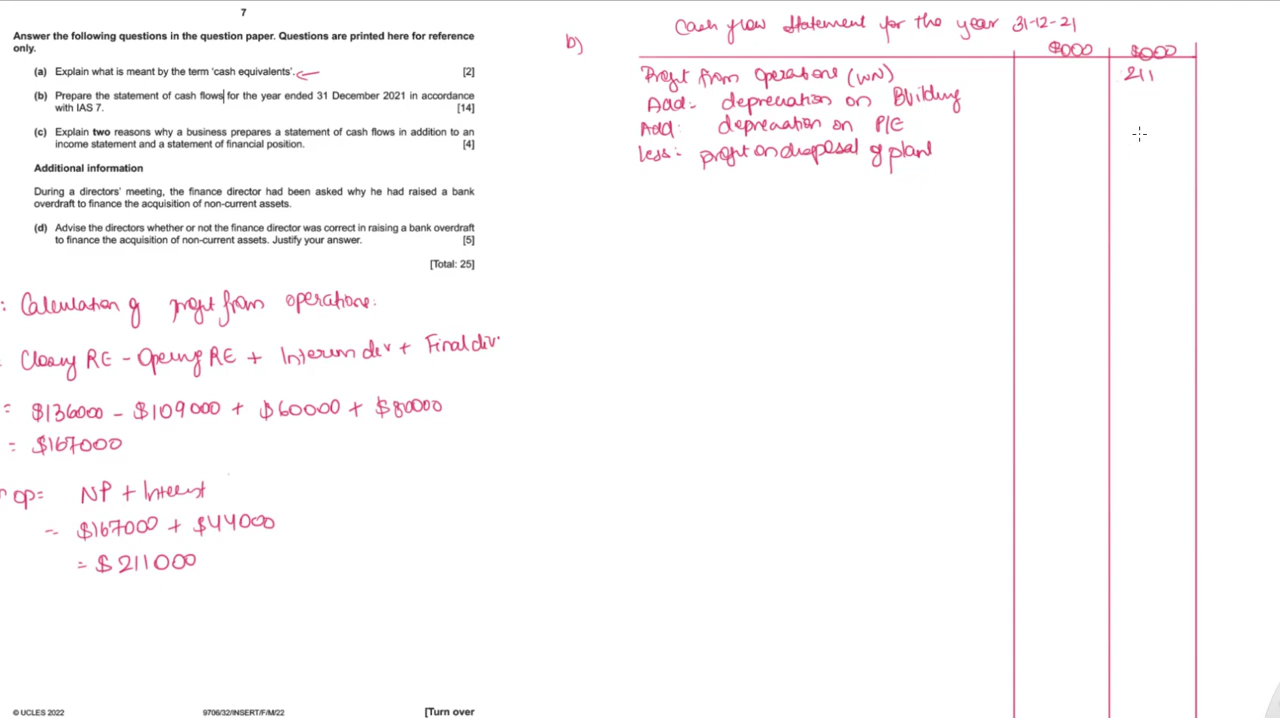 7
Answer the following questions in the question paper. Questions are printed here for reference
only.
(a) Explain what is meant by the term 'cash equivalents'. [2]
(b) Prepare the statement of cash flows for the year ended 31 December 2021 in accordance
with IAS 7. [14]
(c) Explain two reasons why a business prepares a statement of cash flows in addition to an
income statement and a statement of financial position. [4]
Additional information
During a directors' meeting, the finance director had been asked why he had raised a bank
overdraft to finance the acquisition of non-current assets.
(d) Advise the directors whether or not the finance director was correct in raising a bank overdraft
to finance the acquisition of non-current assets. Justify your answer. [5]
[Total: 25]
: Calculation of profit from operations:
Closing RE - Opening RE + Interim div + Final div.
= $136000 - $109000 + $60000 + $80000
= $167000
OP= NP + Interest
= $167000 + $44000
= $211000
© UCLES 2022 9706/32/INSERT/F/M/22 [Turn over
b) Cash flow Statement for the year 31-12-21
$000 $000
Profit from Operations (WN) 211
Add: depreciation on Building
Add: depreciation on P/E
less: profit on disposal of plant